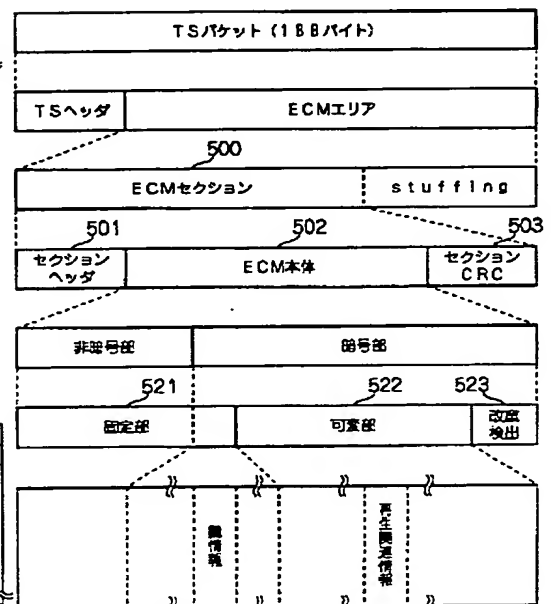 TSパケット (188バイト)
TSヘッダ
ECMエリア
500
ECMセクション
stuffing
501
502
503
セクション
ヘッダ
ECM本体
セクション
CRC
非暗号部
暗号部
521
522
523
固定部
可変部
改竄
検出
鍵情報
再生関連情報